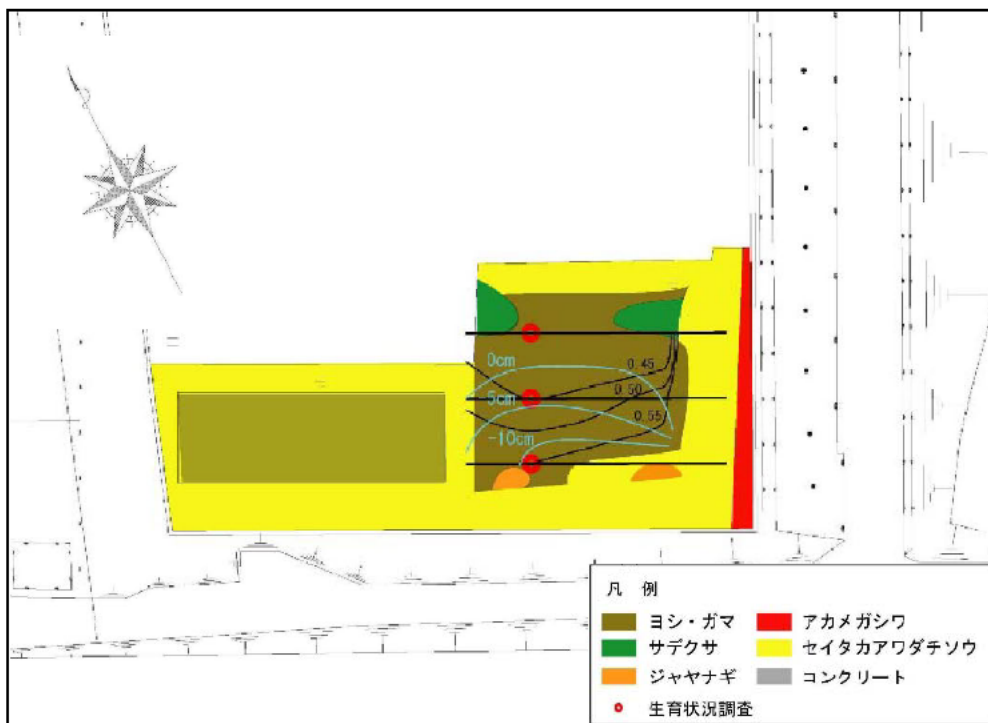 0cm
0.45
0.50
5cm
0.55
-10cm
凡 例
ヨシ・ガマ
アカメガシワ
サデクサ
セイタカアワダチソウ
ジャヤナギ
コンクリート
生育状況調査